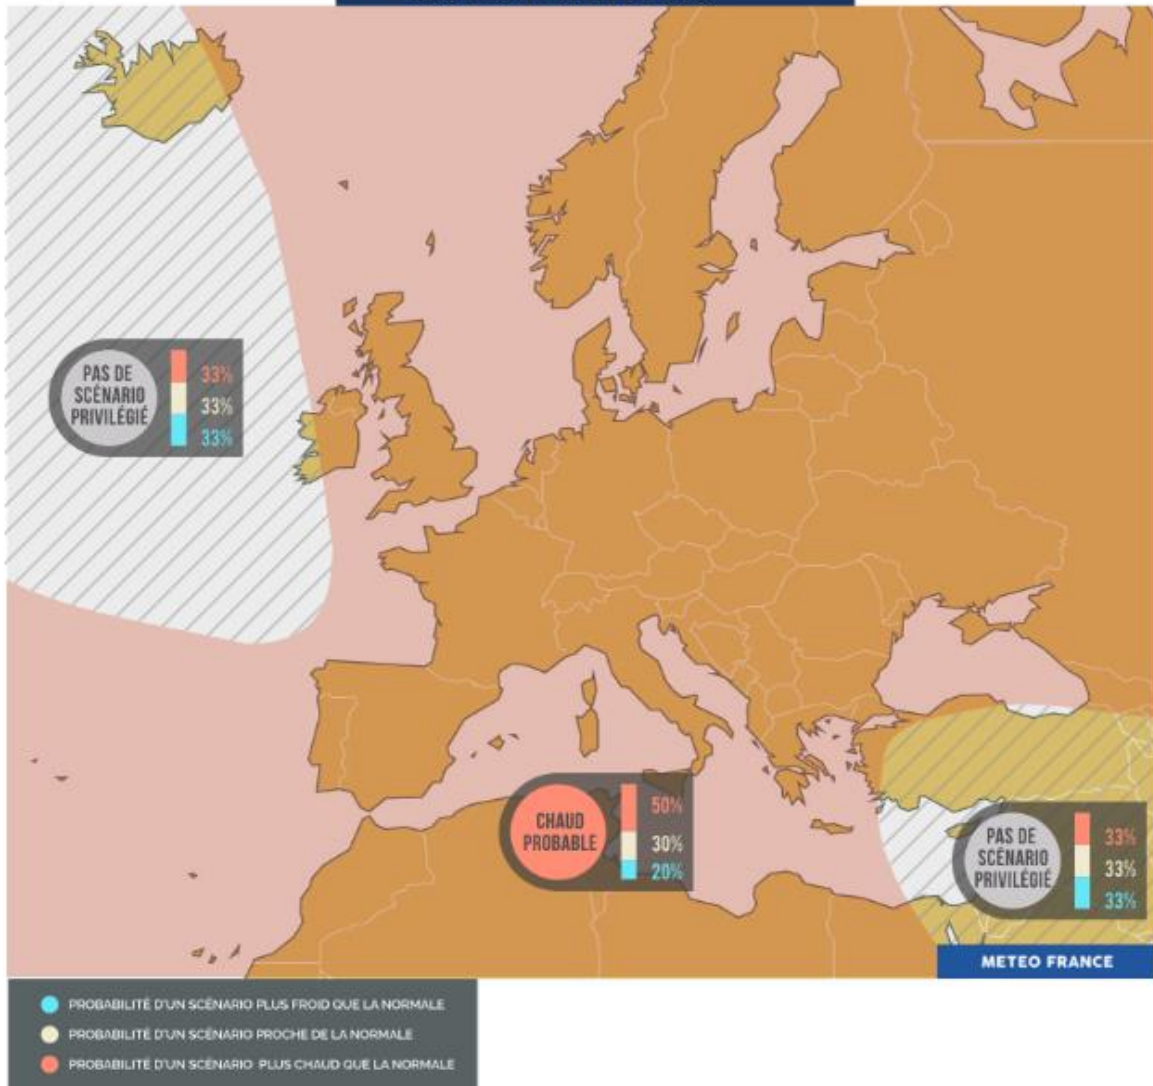 PAS DE
SCÉNARIO
PRIVILÉGIÉ
33%
33%
33%
CHAUD
PROBABLE
50%
30%
20%
PAS DE
SCÉNARIO
PRIVILÉGIÉ
33%
33%
33%
METEO FRANCE
PROBABILITÉ D'UN SCÉNARIO PLUS FROID QUE LA NORMALE
PROBABILITÉ D'UN SCÉNARIO PROCHE DE LA NORMALE
PROBABILITÉ D'UN SCÉNARIO PLUS CHAUD QUE LA NORMALE